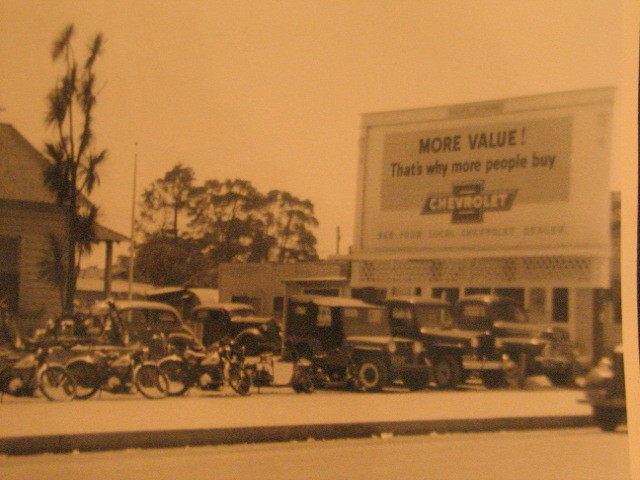 MORE VALUE!
That's why more people buy
CHEVROLET
SEE YOUR LOCAL CHEVROLET DEALER